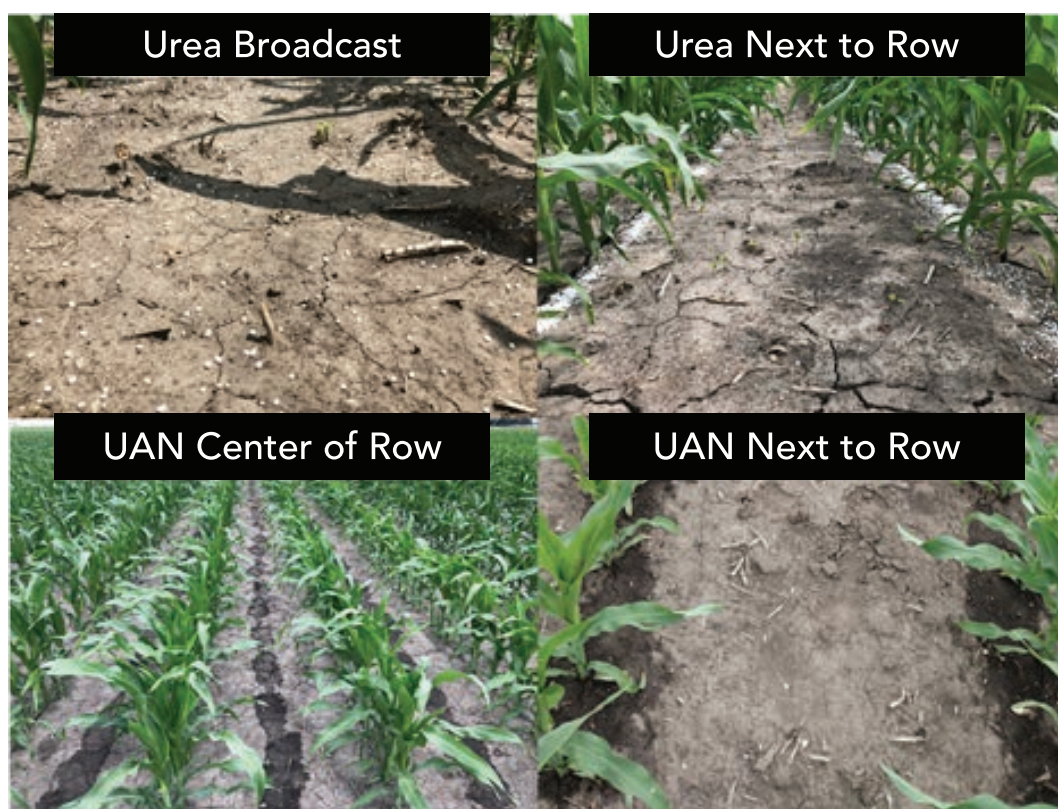 Urea Broadcast
Urea Next to Row
UAN Center of Row
UAN Next to Row